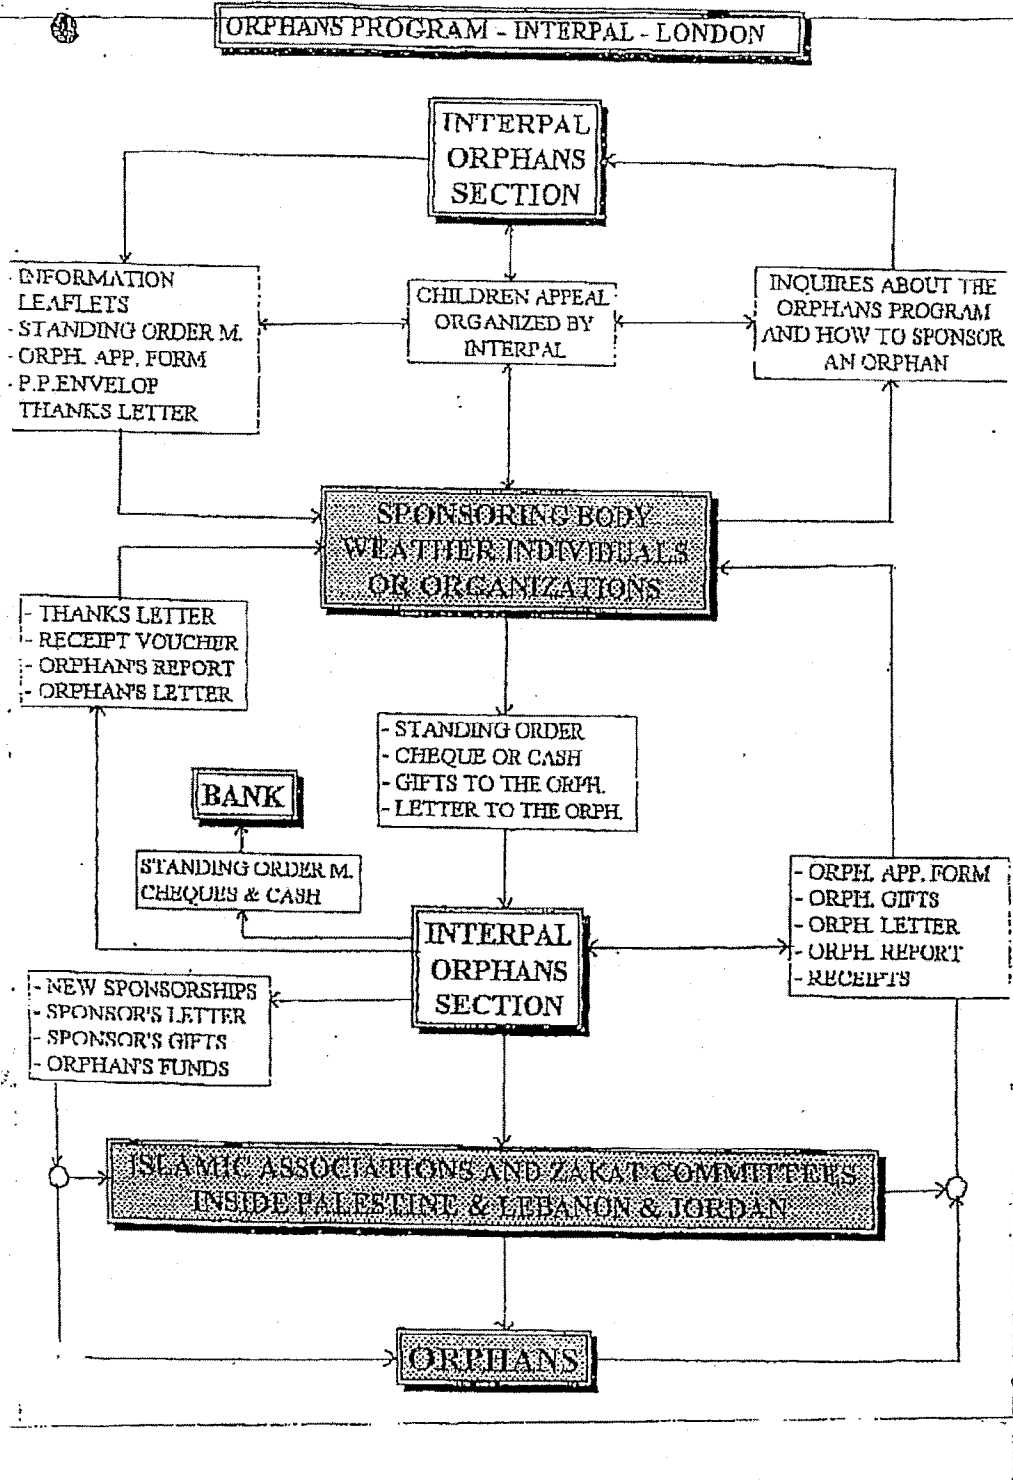 ORPHANS PROGRAM - INTERPAL - LONDON
INTERPAL
ORPHANS
SECTION
- INFORMATION
LEAFLETS
- STANDING ORDER M.
- ORPH. APP. FORM
- P.P.ENVELOP
THANKS LETTER
CHILDREN APPEAL
ORGANIZED BY
INTERPAL
INQUIRES ABOUT THE
ORPHANS PROGRAM
AND HOW TO SPONSOR
AN ORPHAN
SPONSORING BODY
WEATHER INDIVIDUALS
OR ORGANIZATIONS
- THANKS LETTER
- RECEIPT VOUCHER
- ORPHAN'S REPORT
- ORPHAN'S LETTER
- STANDING ORDER
- CHEQUE OR CASH
- GIFTS TO THE ORPH.
- LETTER TO THE ORPH.
BANK
STANDING ORDER M.
CHEQUES & CASH
INTERPAL
ORPHANS
SECTION
- ORPH. APP. FORM
- ORPH. GIFTS
- ORPH. LETTER
- ORPH. REPORT
- RECEIPTS
- NEW SPONSORSHIPS
- SPONSOR'S LETTER
- SPONSOR'S GIFTS
- ORPHAN'S FUNDS
ISLAMIC ASSOCIATIONS AND ZAKAT COMMITTEES
INSIDE PALESTINE & LEBANON & JORDAN
ORPHANS